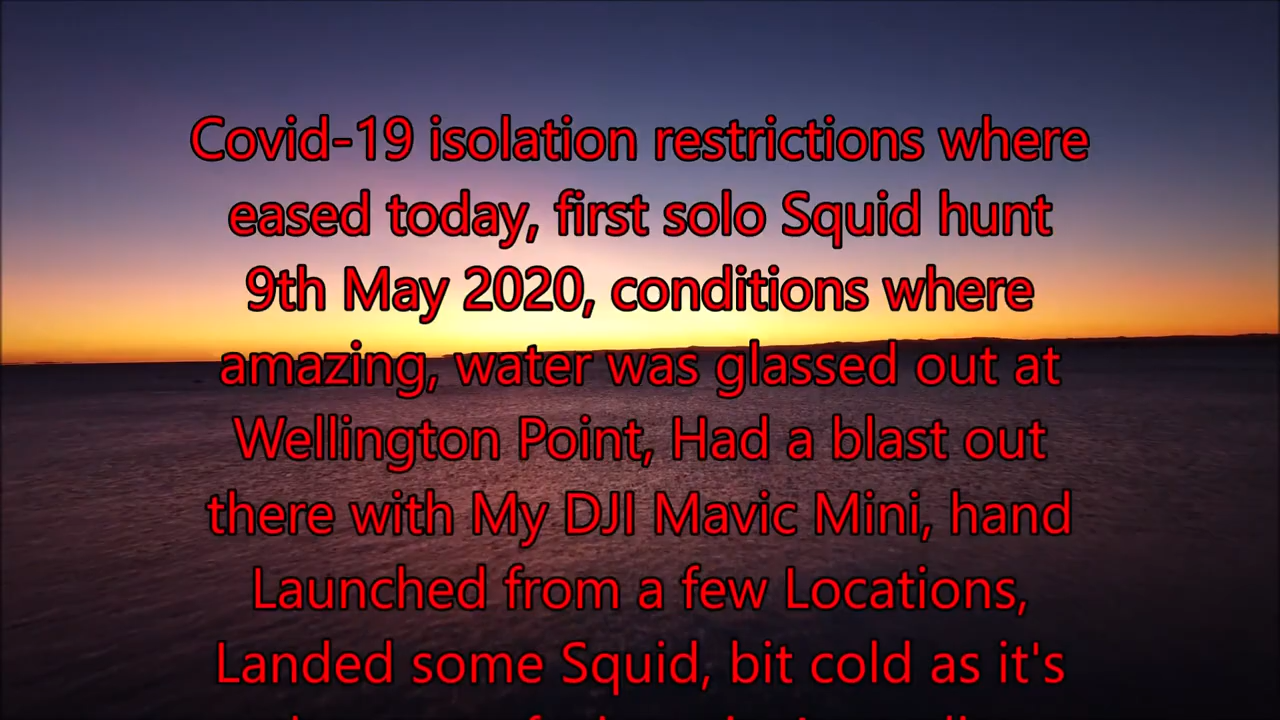 Covid-19 isolation restrictions where
eased today, first solo Squid hunt
9th May 2020, conditions where
amazing, water was glassed out at
Wellington Point, Had a blast out
there with My DJI Mavic Mini, hand
Launched from a few Locations,
Landed some Squid, bit cold as it's